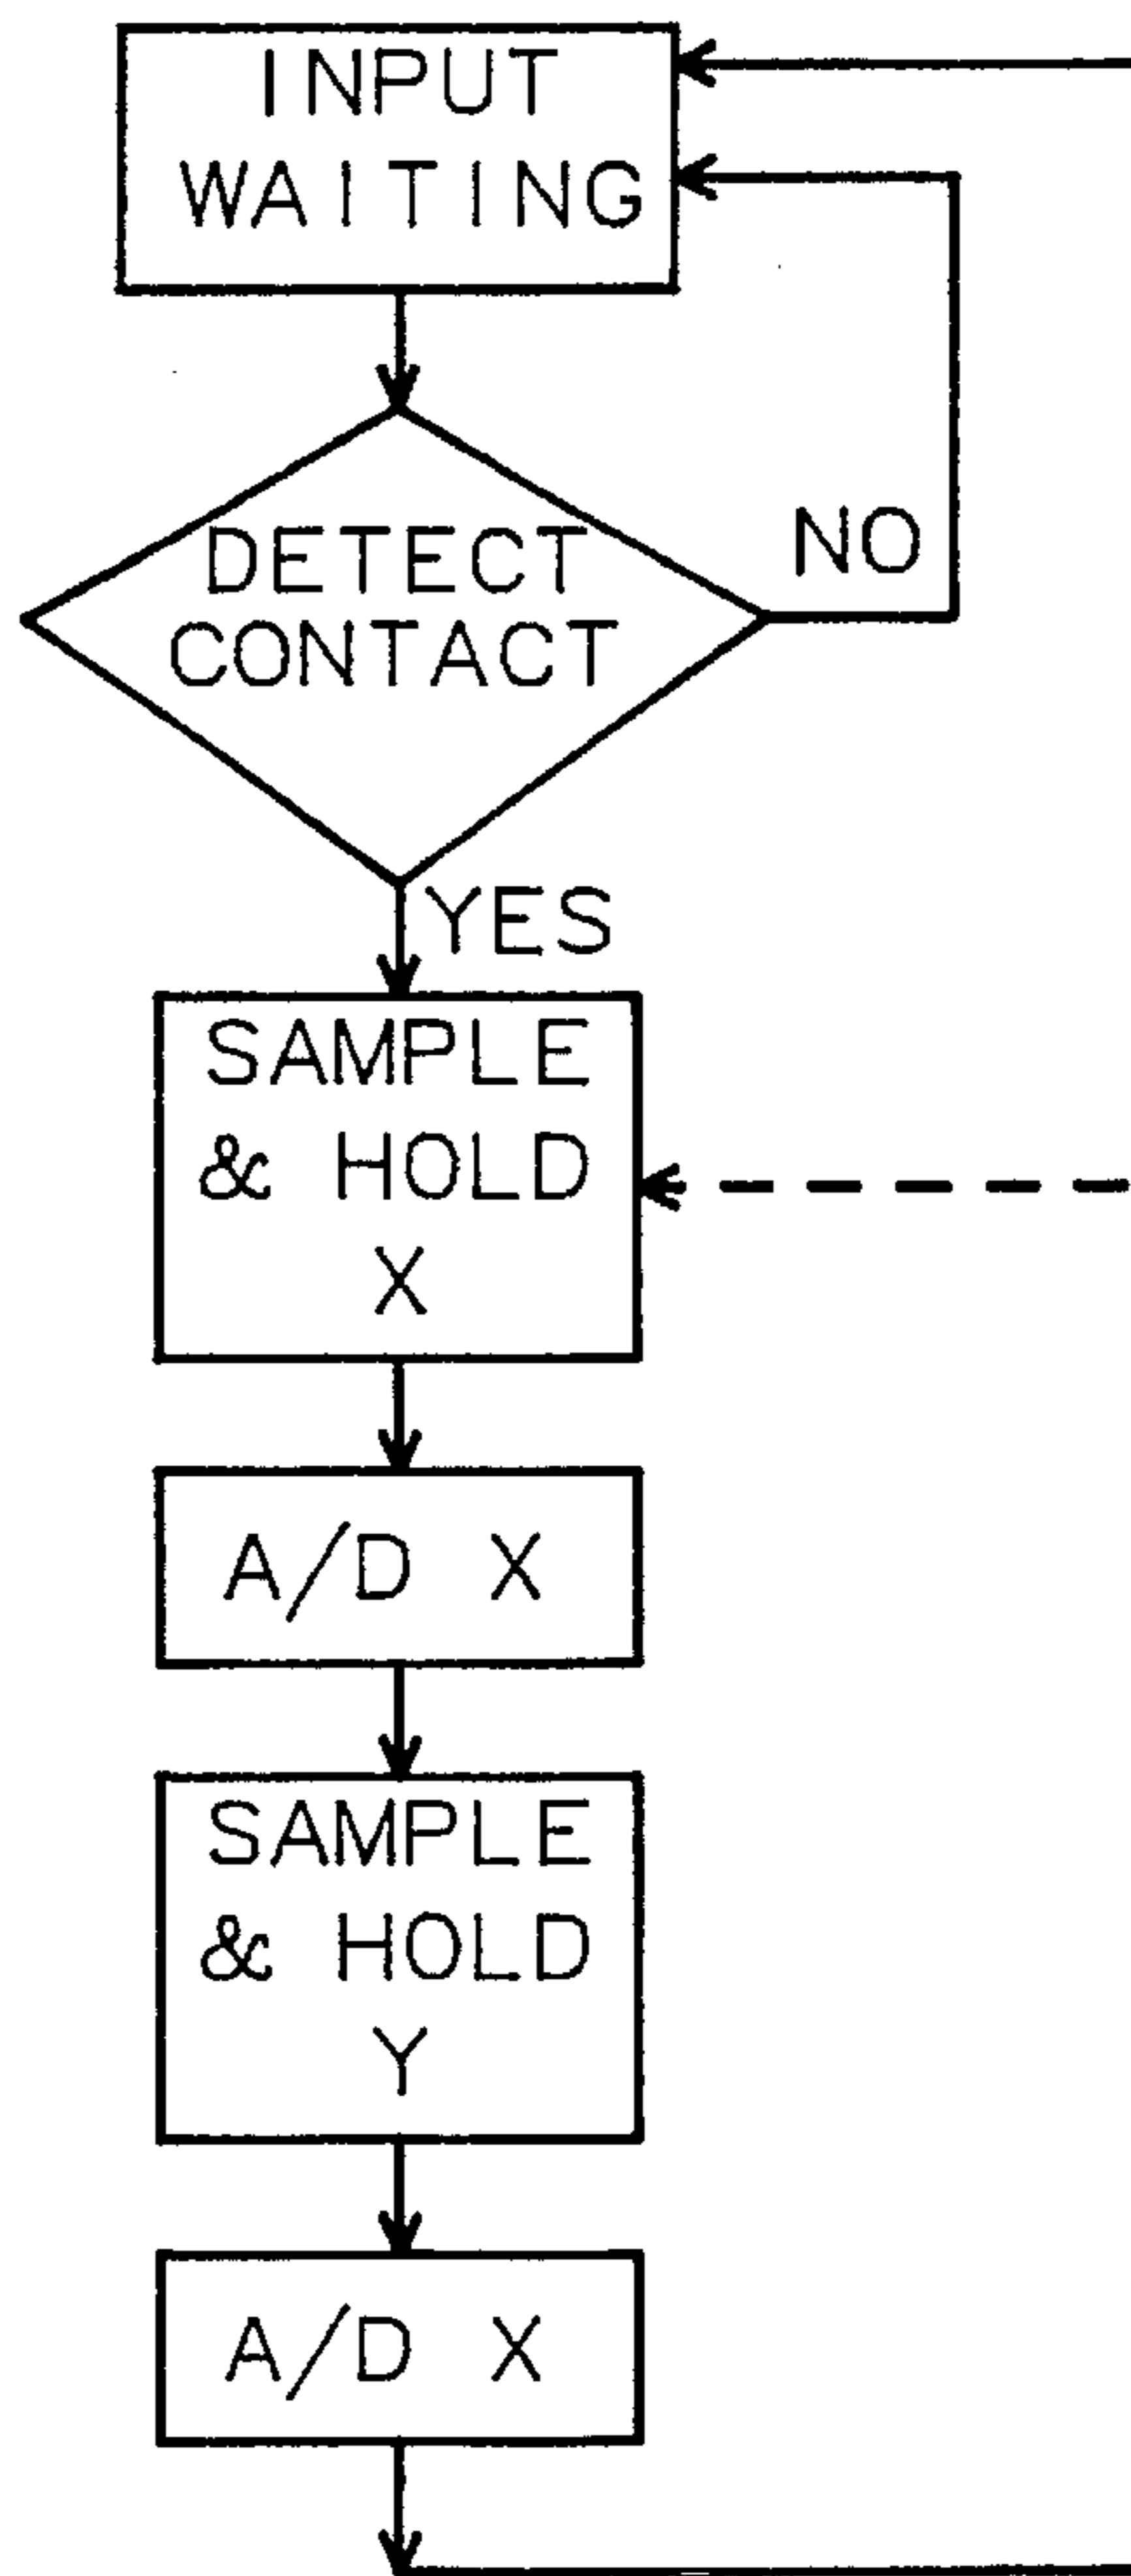 INPUT
WAITING
DETECT
CONTACT
NO
YES
SAMPLE
& HOLD
X
A/D X
SAMPLE
& HOLD
Y
A/D X